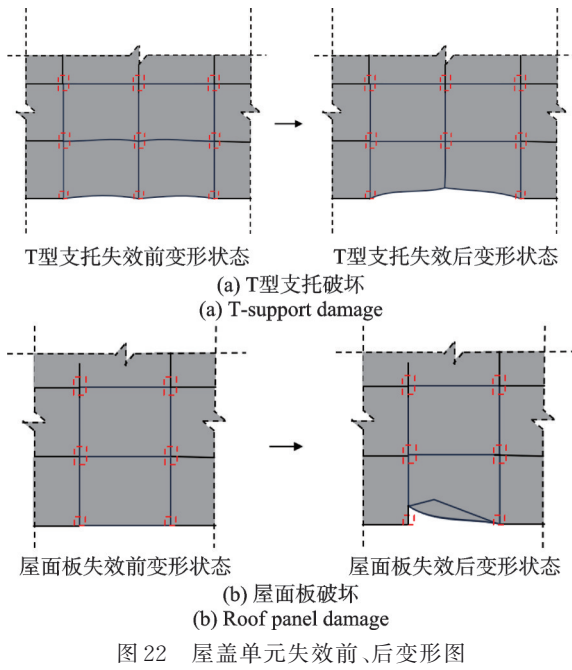 T型支托失效前变形状态 T型支托失效后变形状态
(a) T型支托破坏
(a) T-support damage
屋面板失效前变形状态 屋面板失效后变形状态
(b) 屋面板破坏
(b) Roof panel damage
图 22 屋盖单元失效前、后变形图